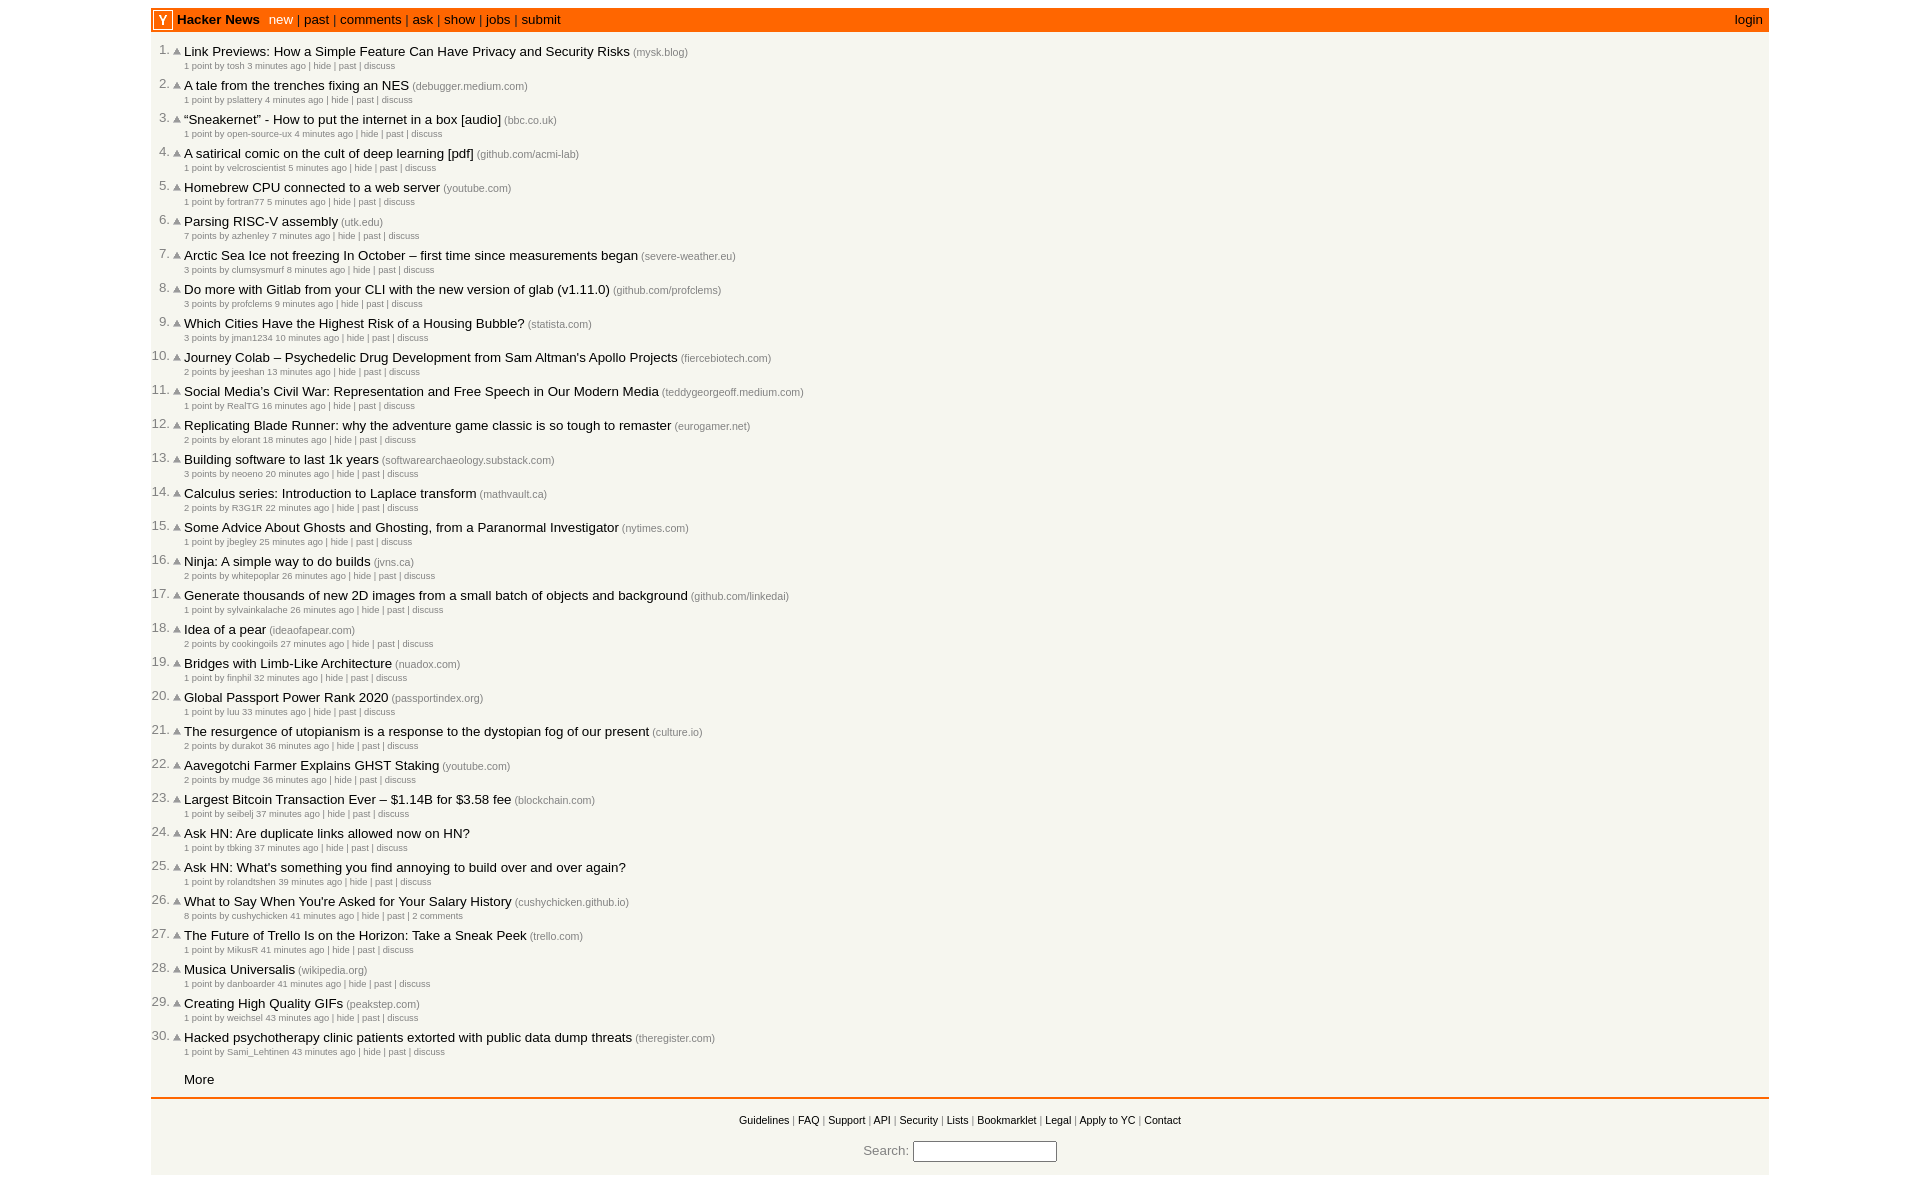 Y Hacker News new | past | comments | ask | show | jobs | submit login
1. Link Previews: How a Simple Feature Can Have Privacy and Security Risks (mysk.blog)
1 point by tosh 3 minutes ago | hide | past | discuss
2. A tale from the trenches fixing an NES (debugger.medium.com)
1 point by pslattery 4 minutes ago | hide | past | discuss
3. “Sneakernet” - How to put the internet in a box [audio] (bbc.co.uk)
1 point by open-source-ux 4 minutes ago | hide | past | discuss
4. A satirical comic on the cult of deep learning [pdf] (github.com/acmi-lab)
1 point by velcroscientist 5 minutes ago | hide | past | discuss
5. Homebrew CPU connected to a web server (youtube.com)
1 point by fortran77 5 minutes ago | hide | past | discuss
6. Parsing RISC-V assembly (utk.edu)
7 points by azhenley 7 minutes ago | hide | past | discuss
7. Arctic Sea Ice not freezing In October – first time since measurements began (severe-weather.eu)
3 points by clumsysmurf 8 minutes ago | hide | past | discuss
8. Do more with Gitlab from your CLI with the new version of glab (v1.11.0) (github.com/profclems)
3 points by profclems 9 minutes ago | hide | past | discuss
9. Which Cities Have the Highest Risk of a Housing Bubble? (statista.com)
3 points by jman1234 10 minutes ago | hide | past | discuss
10. Journey Colab – Psychedelic Drug Development from Sam Altman's Apollo Projects (fiercebiotech.com)
2 points by jeeshan 13 minutes ago | hide | past | discuss
11. Social Media’s Civil War: Representation and Free Speech in Our Modern Media (teddygeorgeoff.medium.com)
1 point by RealTG 16 minutes ago | hide | past | discuss
12. Replicating Blade Runner: why the adventure game classic is so tough to remaster (eurogamer.net)
2 points by elorant 18 minutes ago | hide | past | discuss
13. Building software to last 1k years (softwarearchaeology.substack.com)
3 points by neoeno 20 minutes ago | hide | past | discuss
14. Calculus series: Introduction to Laplace transform (mathvault.ca)
2 points by R3G1R 22 minutes ago | hide | past | discuss
15. Some Advice About Ghosts and Ghosting, from a Paranormal Investigator (nytimes.com)
1 point by jbegley 25 minutes ago | hide | past | discuss
16. Ninja: A simple way to do builds (jvns.ca)
2 points by whitepoplar 26 minutes ago | hide | past | discuss
17. Generate thousands of new 2D images from a small batch of objects and background (github.com/linkedai)
1 point by sylvainkalache 26 minutes ago | hide | past | discuss
18. Idea of a pear (ideaofapear.com)
2 points by cookingoils 27 minutes ago | hide | past | discuss
19. Bridges with Limb-Like Architecture (nuadox.com)
1 point by finphil 32 minutes ago | hide | past | discuss
20. Global Passport Power Rank 2020 (passportindex.org)
1 point by luu 33 minutes ago | hide | past | discuss
21. The resurgence of utopianism is a response to the dystopian fog of our present (culture.io)
2 points by durakot 36 minutes ago | hide | past | discuss
22. Aavegotchi Farmer Explains GHST Staking (youtube.com)
2 points by mudge 36 minutes ago | hide | past | discuss
23. Largest Bitcoin Transaction Ever – $1.14B for $3.58 fee (blockchain.com)
1 point by seibelj 37 minutes ago | hide | past | discuss
24. Ask HN: Are duplicate links allowed now on HN?
1 point by tbking 37 minutes ago | hide | past | discuss
25. Ask HN: What's something you find annoying to build over and over again?
1 point by rolandtshen 39 minutes ago | hide | past | discuss
26. What to Say When You're Asked for Your Salary History (cushychicken.github.io)
8 points by cushychicken 41 minutes ago | hide | past | 2 comments
27. The Future of Trello Is on the Horizon: Take a Sneak Peek (trello.com)
1 point by MikusR 41 minutes ago | hide | past | discuss
28. Musica Universalis (wikipedia.org)
1 point by danboarder 41 minutes ago | hide | past | discuss
29. Creating High Quality GIFs (peakstep.com)
1 point by weichsel 43 minutes ago | hide | past | discuss
30. Hacked psychotherapy clinic patients extorted with public data dump threats (theregister.com)
1 point by Sami_Lehtinen 43 minutes ago | hide | past | discuss
More
Guidelines | FAQ | Support | API | Security | Lists | Bookmarklet | Legal | Apply to YC | Contact
Search: